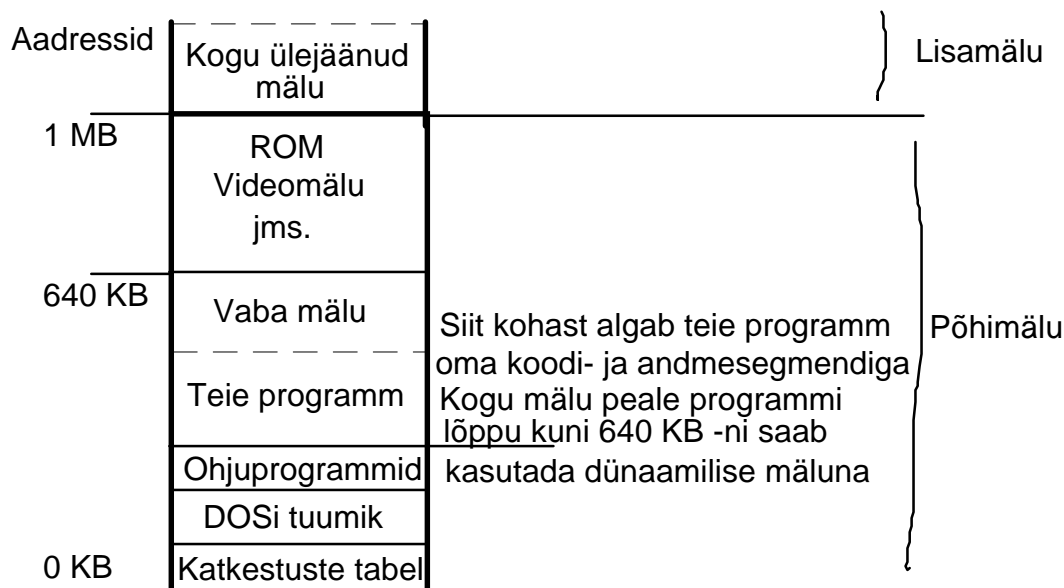 Aadressid
Kogu ülejäänud
mälu
Lisamälu
1 MB
ROM
Videomälu
jms.
640 KB
Vaba mälu
Teie programm
Siit kohast algab teie programm
oma koodi- ja andmesegmendiga
Kogu mälu peale programmi
lõppu kuni 640 KB -ni saab
kasutada dünaamilise mäluna
Põhimälu
Ohjuprogrammid
DOSi tuumik
0 KB
Katkestuste tabel